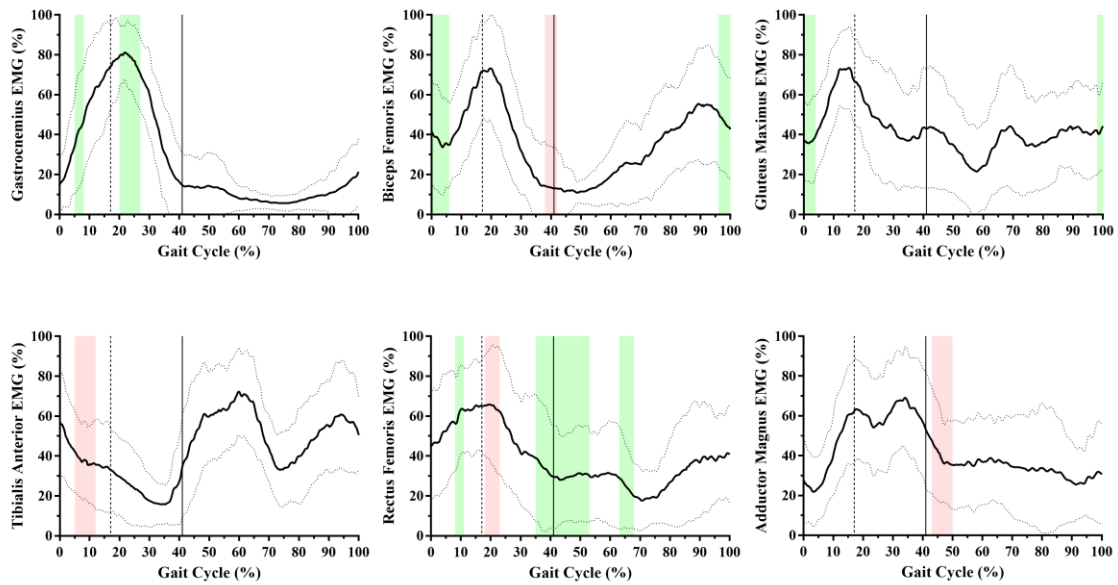 Gastrocnemius EMG (%)
100
80
60
40
20
0
0 10 20 30 40 50 60 70 80 90 100
Gait Cycle (%)
Biceps Femoris EMG (%)
100
80
60
40
20
0
0 10 20 30 40 50 60 70 80 90 100
Gait Cycle (%)
Gluteus Maximus EMG (%)
100
80
60
40
20
0
0 10 20 30 40 50 60 70 80 90 100
Gait Cycle (%)
Tibialis Anterior EMG (%)
100
80
60
40
20
0
0 10 20 30 40 50 60 70 80 90 100
Gait Cycle (%)
Rectus Femoris EMG (%)
100
80
60
40
20
0
0 10 20 30 40 50 60 70 80 90 100
Gait Cycle (%)
Adductor Magnus EMG (%)
100
80
60
40
20
0
0 10 20 30 40 50 60 70 80 90 100
Gait Cycle (%)